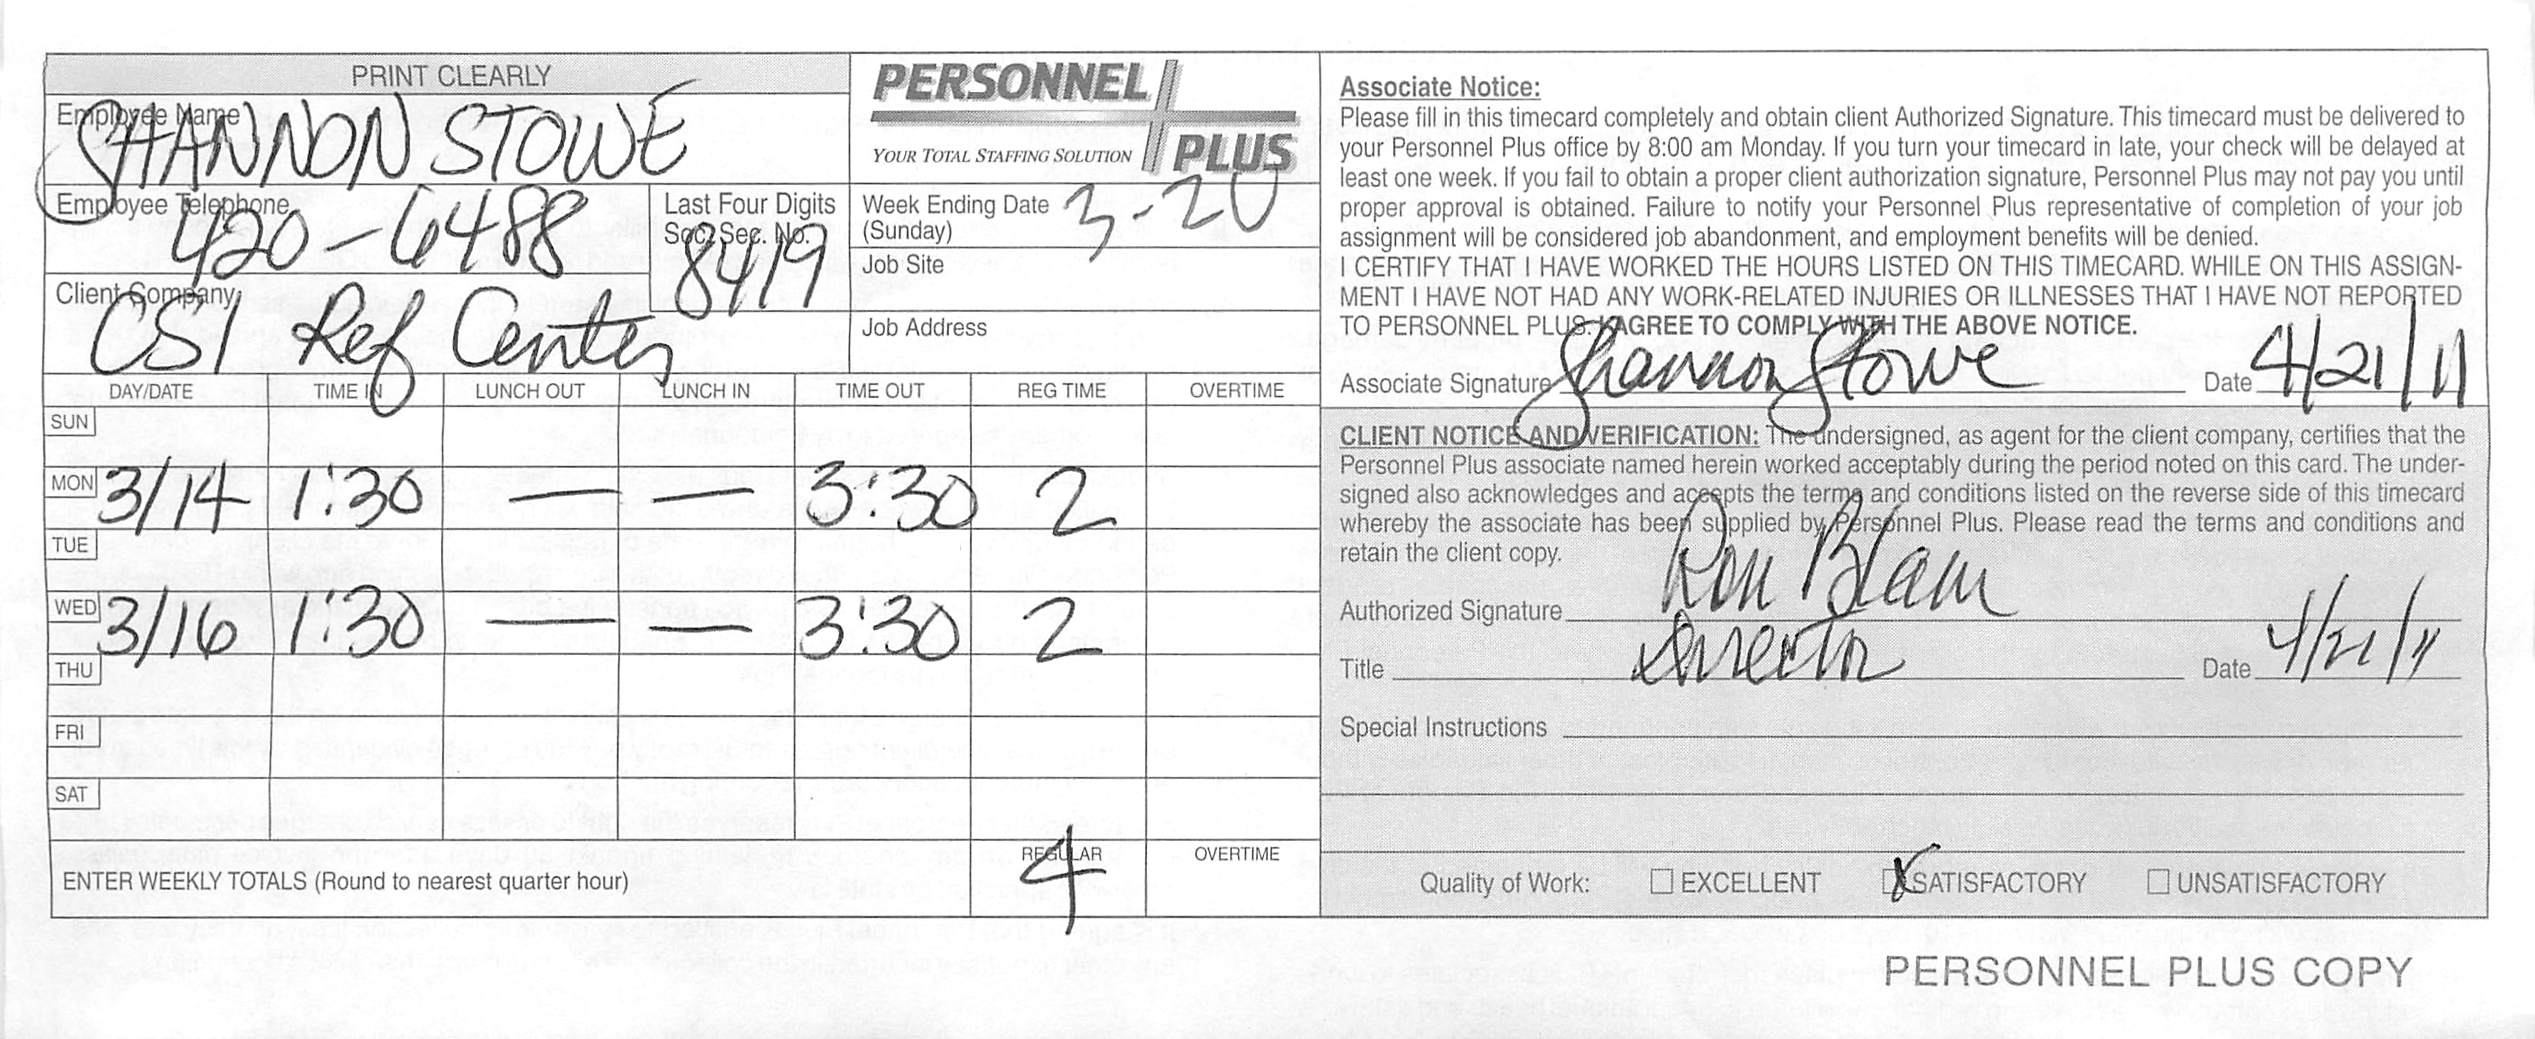 PRINT CLEARLY
Employee Name
SHANNON STOWE
Employee Telephone
420-6488
Last Four Digits
Soc. Sec. No.
8419
Client Company
CSI Ref Center
PERSONNEL
PLUS
YOUR TOTAL STAFFING SOLUTION
Week Ending Date
(Sunday)
3-20
Job Site
Job Address
DAY/DATE TIME IN LUNCH OUT LUNCH IN TIME OUT REG TIME OVERTIME
SUN
MON 3/14 1:30 — — 3:30 2
TUE
WED 3/16 1:30 — — 3:30 2
THU
FRI
SAT
ENTER WEEKLY TOTALS (Round to nearest quarter hour)
REGULAR
4
OVERTIME
Associate Notice:
Please fill in this timecard completely and obtain client Authorized Signature. This timecard must be delivered to
your Personnel Plus office by 8:00 am Monday. If you turn your timecard in late, your check will be delayed at
least one week. If you fail to obtain a proper client authorization signature, Personnel Plus may not pay you until
proper approval is obtained. Failure to notify your Personnel Plus representative of completion of your job
assignment will be considered job abandonment, and employment benefits will be denied.
I CERTIFY THAT I HAVE WORKED THE HOURS LISTED ON THIS TIMECARD. WHILE ON THIS ASSIGN-
MENT I HAVE NOT HAD ANY WORK-RELATED INJURIES OR ILLNESSES THAT I HAVE NOT REPORTED
TO PERSONNEL PLUS. I AGREE TO COMPLY WITH THE ABOVE NOTICE.
Associate Signature Shannon Stowe Date 4/21/11
CLIENT NOTICE AND VERIFICATION: The undersigned, as agent for the client company, certifies that the
Personnel Plus associate named herein worked acceptably during the period noted on this card. The under-
signed also acknowledges and accepts the terms and conditions listed on the reverse side of this timecard
whereby the associate has been supplied by Personnel Plus. Please read the terms and conditions and
retain the client copy.
Authorized Signature Ron Blam
Title Director Date 4/21/11
Special Instructions
Quality of Work: EXCELLENT X SATISFACTORY UNSATISFACTORY
PERSONNEL PLUS COPY